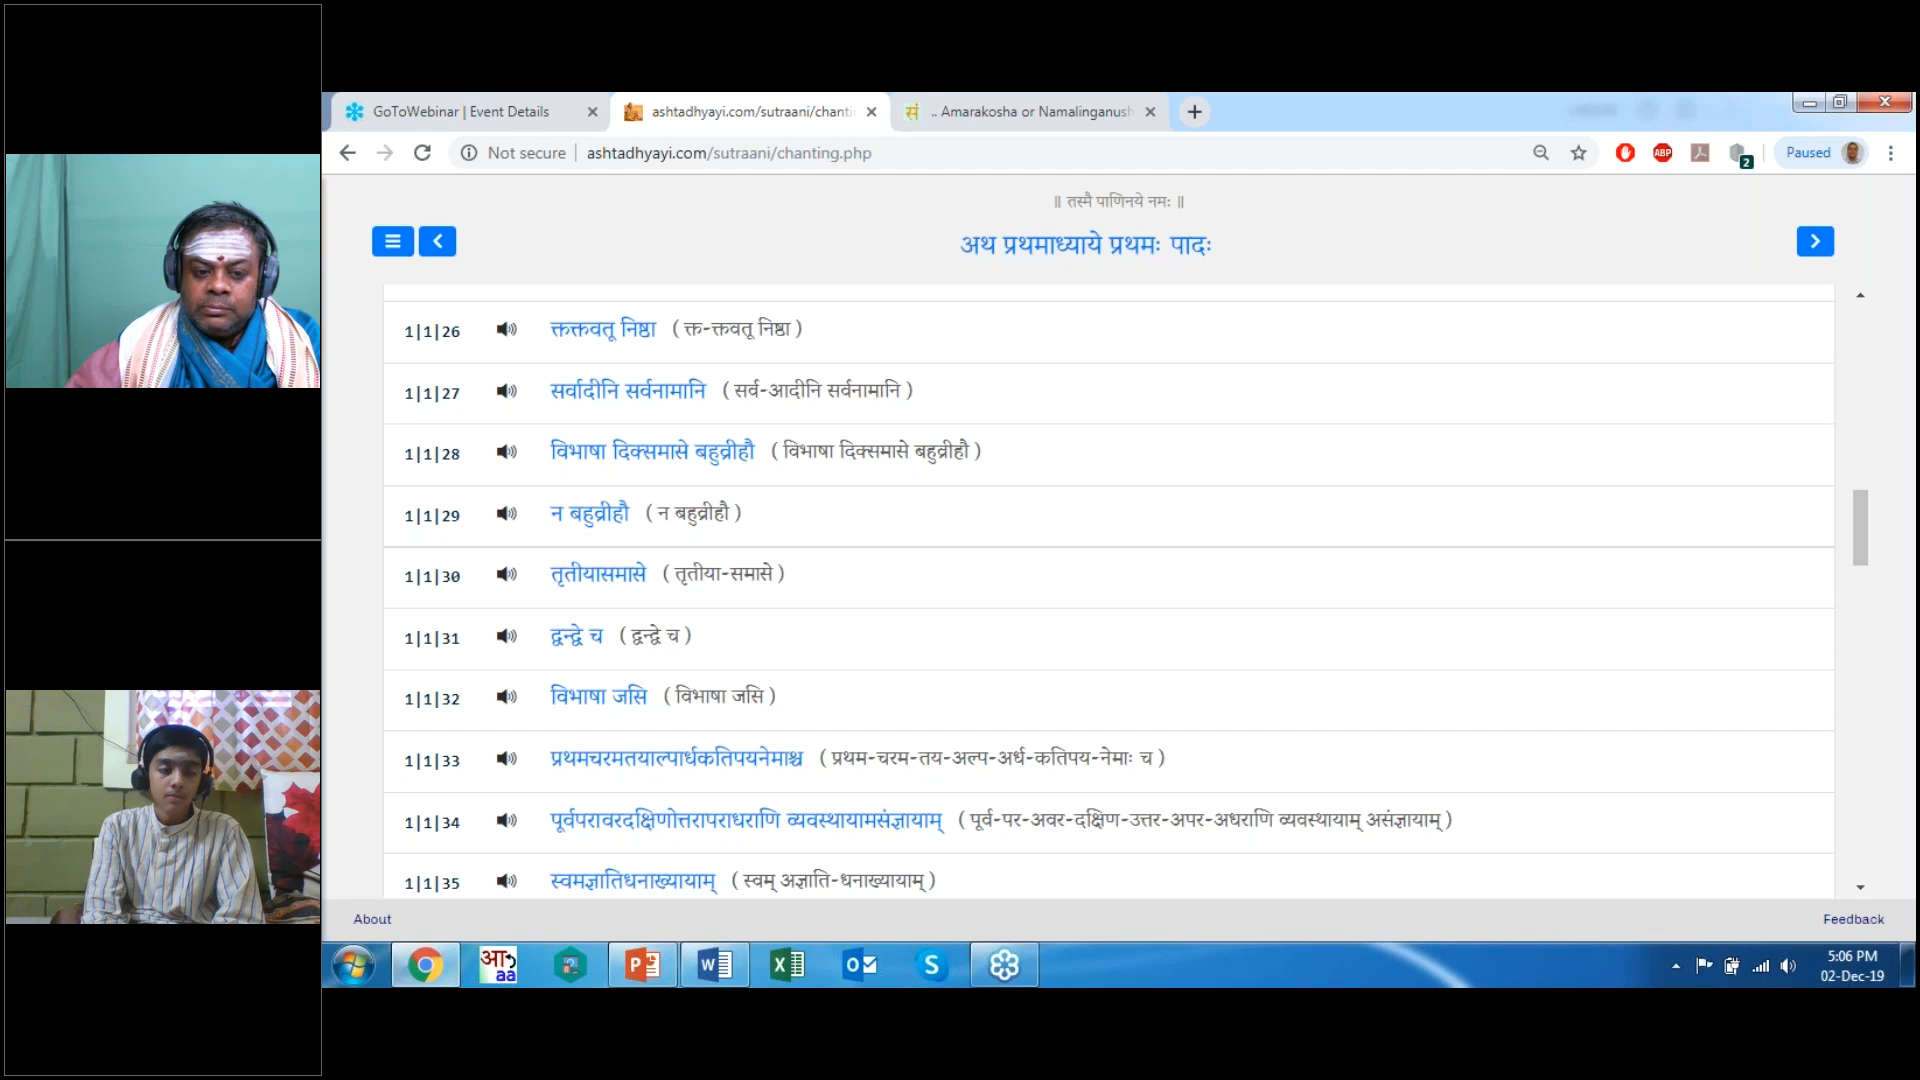 GoToWebinar | Event Details
ashtadhyayi.com/sutraani/chanti
सं .. Amarakosha or Namalinganush
Not secure | ashtadhyayi.com/sutraani/chanting.php
ABP
2
Paused
॥ तस्मै पाणिनये नमः ॥
अथ प्रथमाध्याये प्रथमः पादः
1|1|26 क्तक्तवतू निष्ठा ( क्त-क्तवतू निष्ठा )
1|1|27 सर्वादीनि सर्वनामानि ( सर्व-आदीनि सर्वनामानि )
1|1|28 विभाषा दिक्समासे बहुव्रीहौ ( विभाषा दिक्समासे बहुव्रीहौ )
1|1|29 न बहुव्रीहौ ( न बहुव्रीहौ )
1|1|30 तृतीयासमासे ( तृतीया-समासे )
1|1|31 द्वन्द्वे च ( द्वन्द्वे च )
1|1|32 विभाषा जसि ( विभाषा जसि )
1|1|33 प्रथमचरमतयाल्पार्धकतिपयनेमाश्च ( प्रथम-चरम-तय-अल्प-अर्ध-कतिपय-नेमाः च )
1|1|34 पूर्वपरावरदक्षिणोत्तरापराधराणि व्यवस्थायामसंज्ञायाम् ( पूर्व-पर-अवर-दक्षिण-उत्तर-अपर-अधराणि व्यवस्थायाम् असंज्ञायाम् )
1|1|35 स्वमज्ञातिधनाख्यायाम् ( स्वम् अज्ञाति-धनाख्यायाम् )
About
Feedback
5:06 PM
02-Dec-19